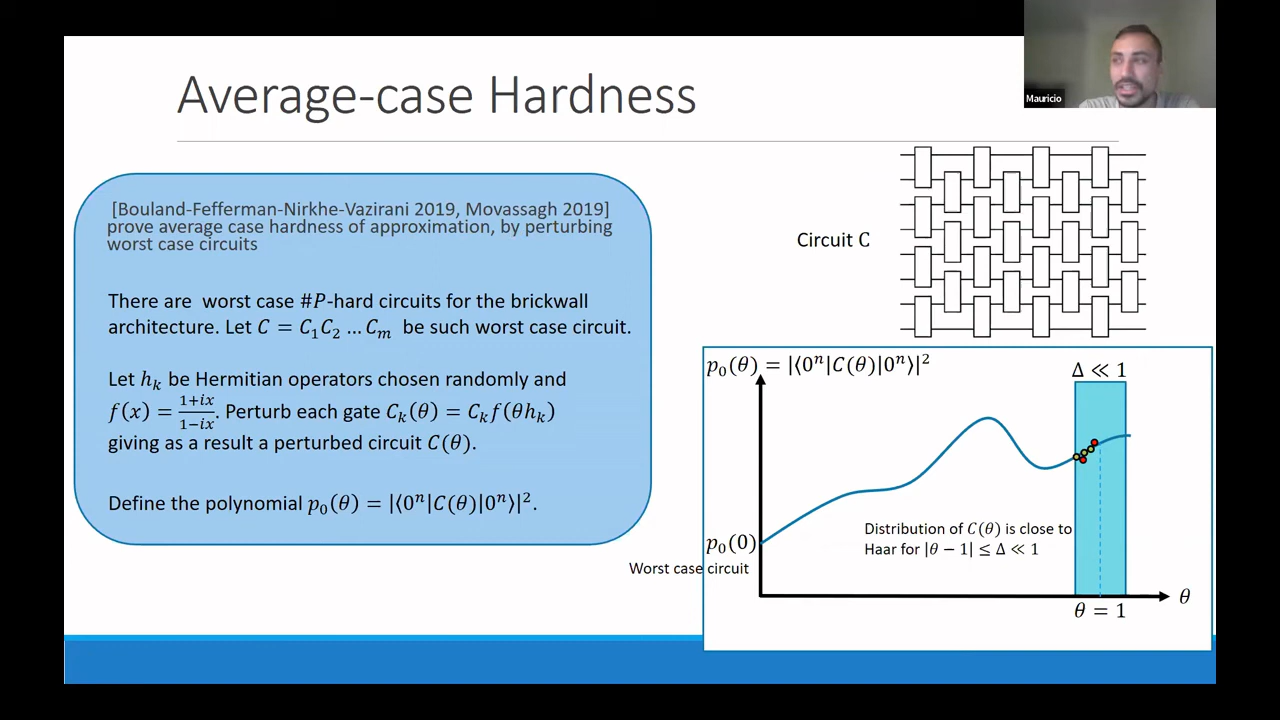 Mauricio
Average-case Hardness
[Bouland-Fefferman-Nirkhe-Vazirani 2019, Movassagh 2019]
prove average case hardness of approximation, by perturbing
worst case circuits
There are worst case #P-hard circuits for the brickwall
architecture. Let C = C₁C₂ … Cₘ be such worst case circuit.
Let hₖ be Hermitian operators chosen randomly and
f(x) = (1+ix)/(1−ix). Perturb each gate Cₖ(θ) = Cₖf(θhₖ)
giving as a result a perturbed circuit C(θ).
Define the polynomial p₀(θ) = |⟨0ⁿ|C(θ)|0ⁿ⟩|².
Circuit C
p₀(θ) = |⟨0ⁿ|C(θ)|0ⁿ⟩|²
Δ ≪ 1
Distribution of C(θ) is close to
Haar for |θ − 1| ≤ Δ ≪ 1
p₀(0)
Worst case circuit
θ
θ = 1